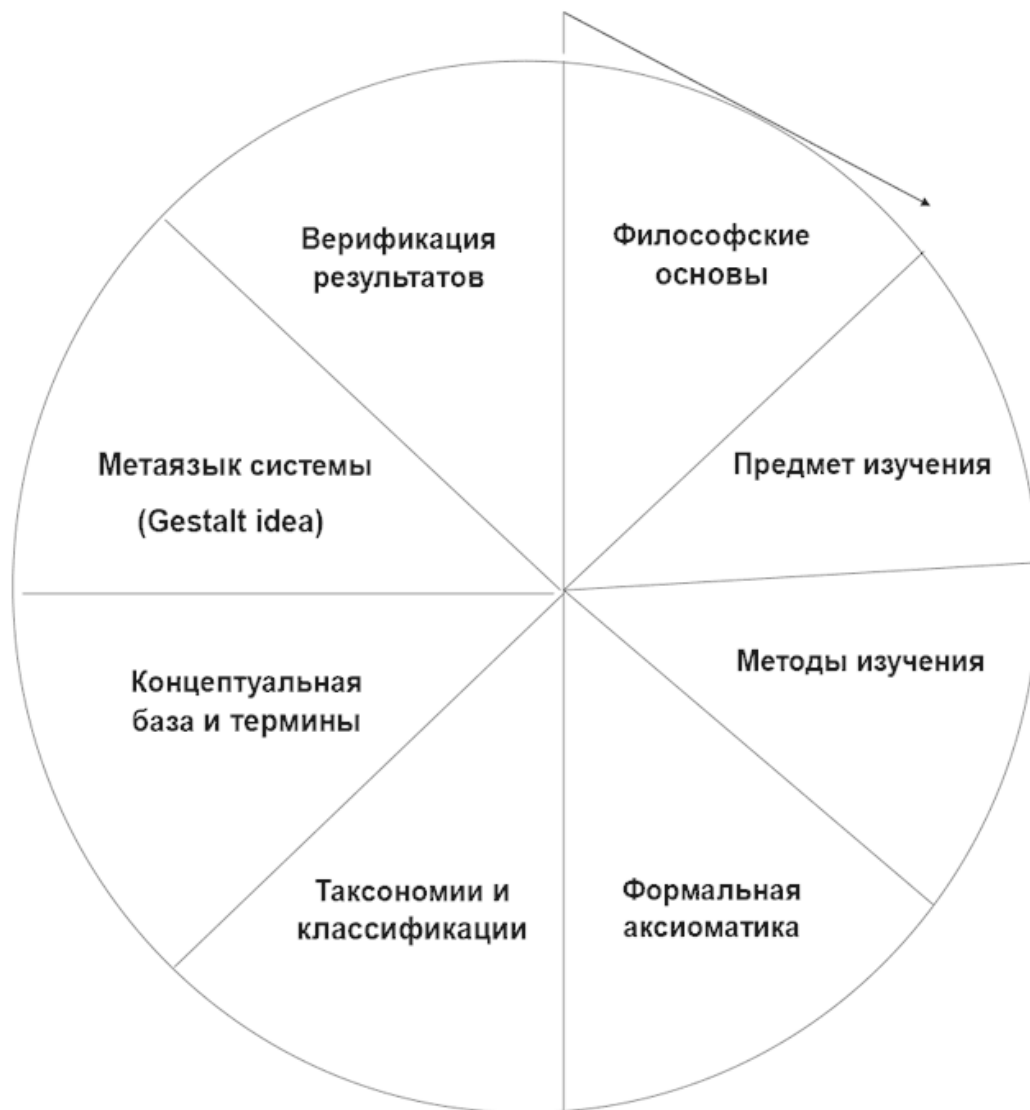 Верификация
результатов
Философские
основы
Метаязык системы
(Gestalt idea)
Предмет изучения
Концептуальная
база и термины
Методы изучения
Таксономии и
классификации
Формальная
аксиоматика